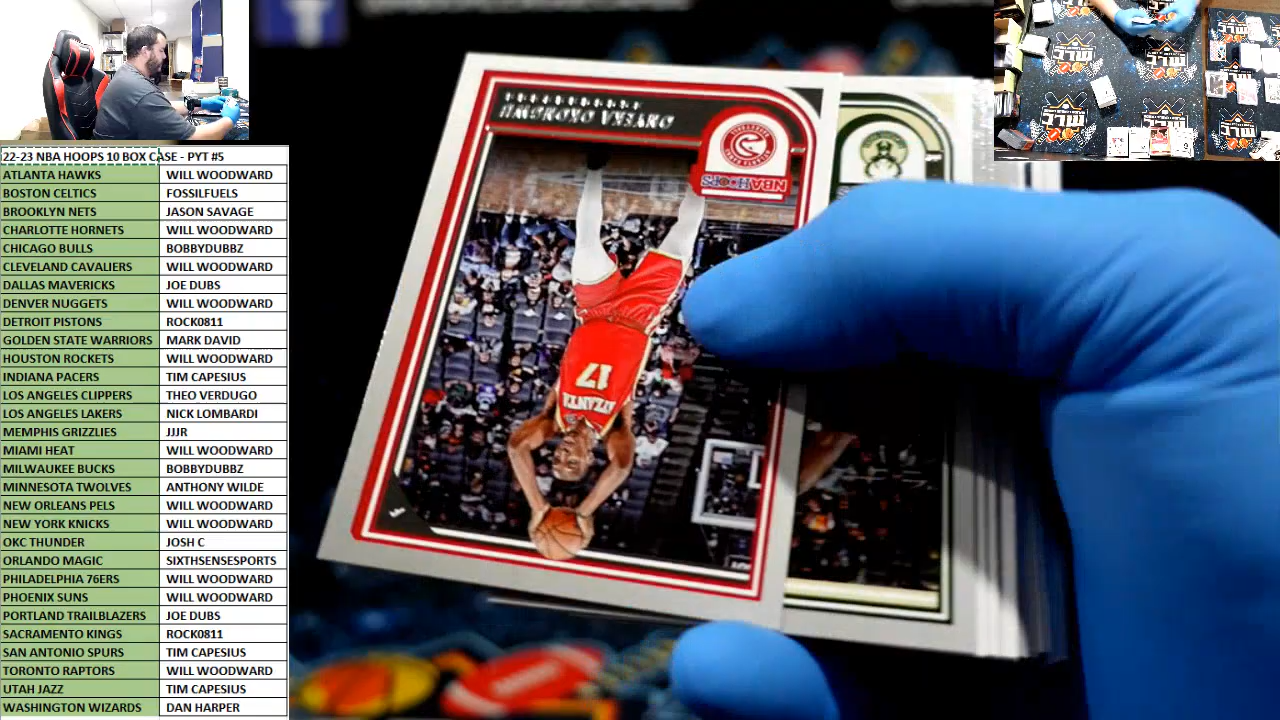 22-23 NBA HOOPS 10 BOX CASE - PYT #5
ATLANTA HAWKS WILL WOODWARD
BOSTON CELTICS FOSSILFUELS
BROOKLYN NETS JASON SAVAGE
CHARLOTTE HORNETS WILL WOODWARD
CHICAGO BULLS BOBBYDUBBZ
CLEVELAND CAVALIERS WILL WOODWARD
DALLAS MAVERICKS JOE DUBS
DENVER NUGGETS WILL WOODWARD
DETROIT PISTONS ROCK0811
GOLDEN STATE WARRIORS MARK DAVID
HOUSTON ROCKETS WILL WOODWARD
INDIANA PACERS TIM CAPESIUS
LOS ANGELES CLIPPERS THEO VERDUGO
LOS ANGELES LAKERS NICK LOMBARDI
MEMPHIS GRIZZLIES JJJR
MIAMI HEAT WILL WOODWARD
MILWAUKEE BUCKS BOBBYDUBBZ
MINNESOTA TWOLVES ANTHONY WILDE
NEW ORLEANS PELS WILL WOODWARD
NEW YORK KNICKS WILL WOODWARD
OKC THUNDER JOSH C
ORLANDO MAGIC SIXTHSENSESPORTS
PHILADELPHIA 76ERS WILL WOODWARD
PHOENIX SUNS WILL WOODWARD
PORTLAND TRAILBLAZERS JOE DUBS
SACRAMENTO KINGS ROCK0811
SAN ANTONIO SPURS TIM CAPESIUS
TORONTO RAPTORS WILL WOODWARD
UTAH JAZZ TIM CAPESIUS
WASHINGTON WIZARDS DAN HARPER
ONYEKA OKONGWU
NBA HOOPS
ATLANTA
17